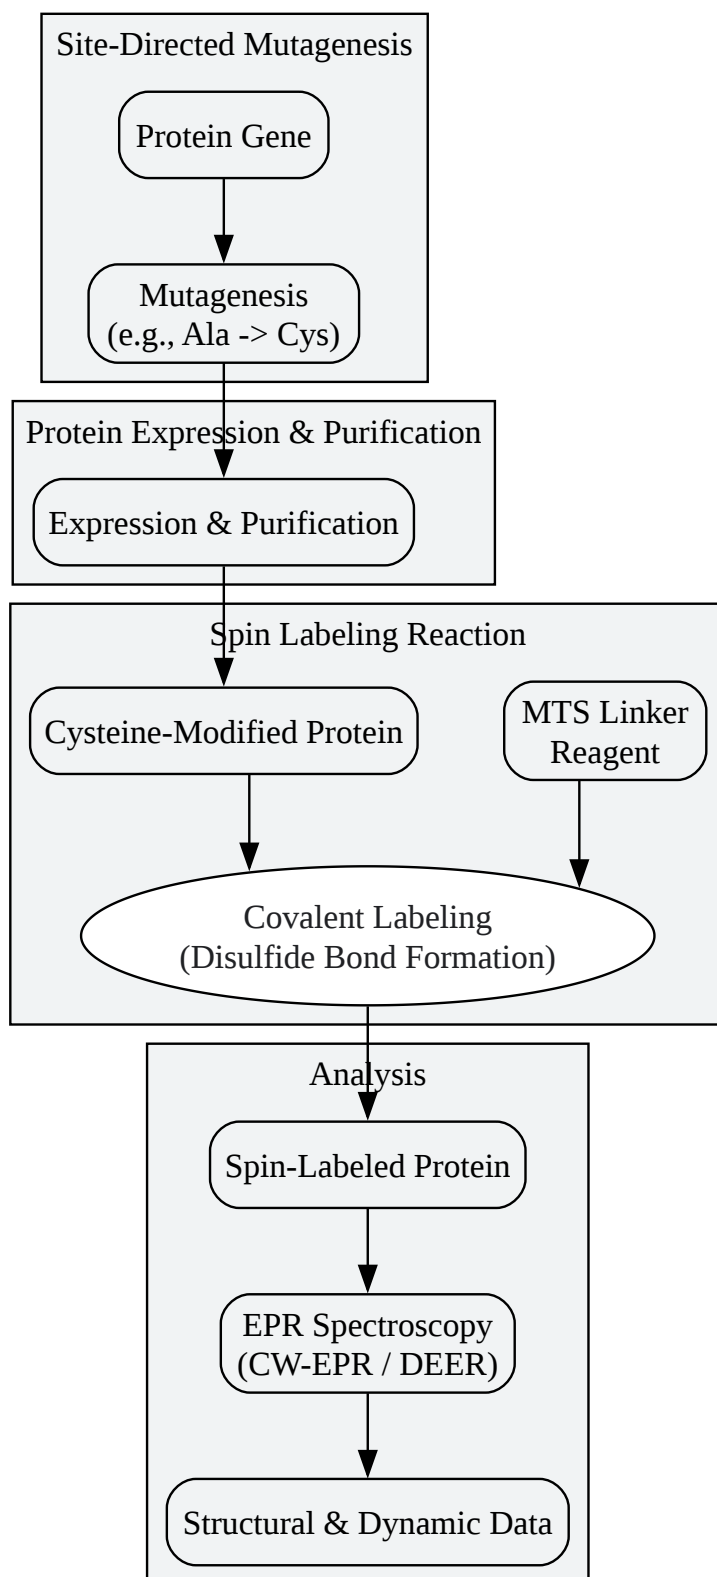 Site-Directed Mutagenesis
Protein Gene
Mutagenesis
(e.g., Ala -> Cys)
Protein Expression & Purification
Expression & Purification
Spin Labeling Reaction
Cysteine-Modified Protein
MTS Linker
Reagent
Covalent Labeling
(Disulfide Bond Formation)
Analysis
Spin-Labeled Protein
EPR Spectroscopy
(CW-EPR / DEER)
Structural & Dynamic Data